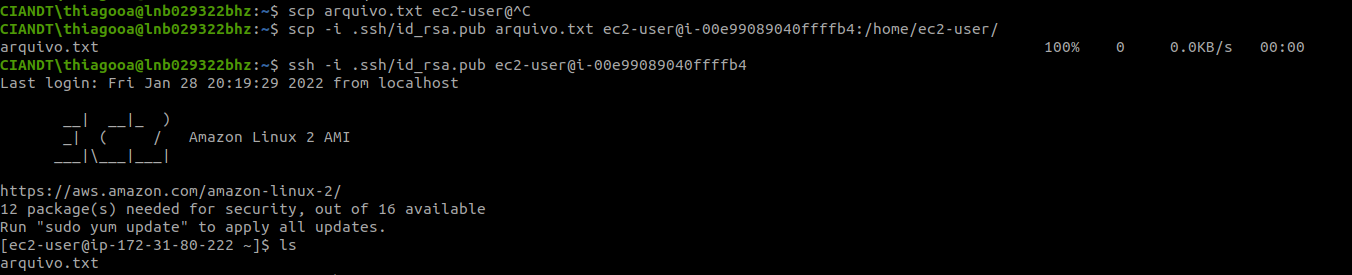 CIANDT\thiagooa@lnb029322bhz:~$ scp arquivo.txt ec2-user@^C
CIANDT\thiagooa@lnb029322bhz:~$ scp -i .ssh/id_rsa.pub arquivo.txt ec2-user@i-00e99089040ffffb4:/home/ec2-user/
arquivo.txt                                                                                                          100%    0     0.0KB/s   00:00
CIANDT\thiagooa@lnb029322bhz:~$ ssh -i .ssh/id_rsa.pub ec2-user@i-00e99089040ffffb4
Last login: Fri Jan 28 20:19:29 2022 from localhost

       __|  __|_  )
       _|  (     /   Amazon Linux 2 AMI
      ___|\___|___|

https://aws.amazon.com/amazon-linux-2/
12 package(s) needed for security, out of 16 available
Run "sudo yum update" to apply all updates.
[ec2-user@ip-172-31-80-222 ~]$ ls
arquivo.txt